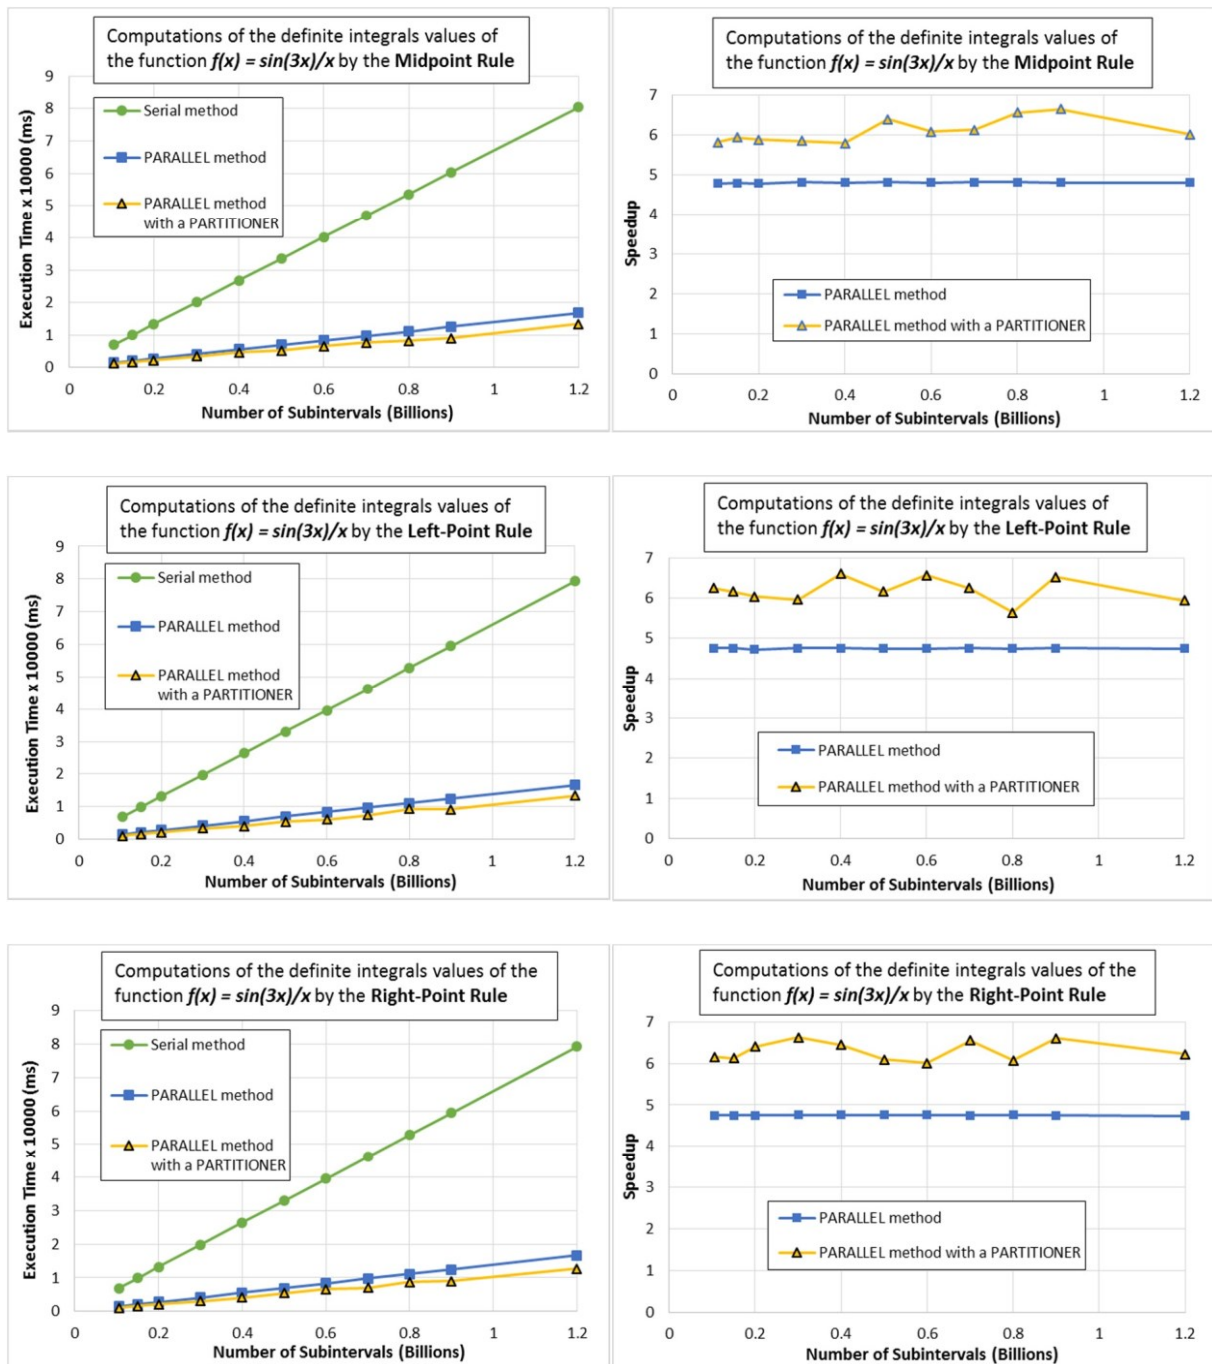 Computations of the definite integrals values of
the function f(x) = sin(3x)/x by the Midpoint Rule
9
8
7
6
5
4
3
2
1
0
Execution Time x 10000 (ms)
Serial method
PARALLEL method
PARALLEL method
with a PARTITIONER
0 0.2 0.4 0.6 0.8 1 1.2
Number of Subintervals (Billions)
Computations of the definite integrals values of
the function f(x) = sin(3x)/x by the Midpoint Rule
7
6
5
4
3
2
1
0
Speedup
PARALLEL method
PARALLEL method with a PARTITIONER
0 0.2 0.4 0.6 0.8 1 1.2
Number of Subintervals (Billions)
Computations of the definite integrals values of
the function f(x) = sin(3x)/x by the Left-Point Rule
9
8
7
6
5
4
3
2
1
0
Execution Time x 10000 (ms)
Serial method
PARALLEL method
PARALLEL method
with a PARTITIONER
0 0.2 0.4 0.6 0.8 1 1.2
Number of Subintervals (Billions)
Computations of the definite integrals values of
the function f(x) = sin(3x)/x by the Left-Point Rule
7
6
5
4
3
2
1
0
Speedup
PARALLEL method
PARALLEL method with a PARTITIONER
0 0.2 0.4 0.6 0.8 1 1.2
Number of Subintervals (Billions)
Computations of the definite integrals values of the
function f(x) = sin(3x)/x by the Right-Point Rule
9
8
7
6
5
4
3
2
1
0
Execution Time x 10000 (ms)
Serial method
PARALLEL method
PARALLEL method
with a PARTITIONER
0 0.2 0.4 0.6 0.8 1 1.2
Number of Subintervals (Billions)
Computations of the definite integrals values of the
function f(x) = sin(3x)/x by the Right-Point Rule
7
6
5
4
3
2
1
0
Speedup
PARALLEL method
PARALLEL method with a PARTITIONER
0 0.2 0.4 0.6 0.8 1 1.2
Number of Subintervals (Billions)